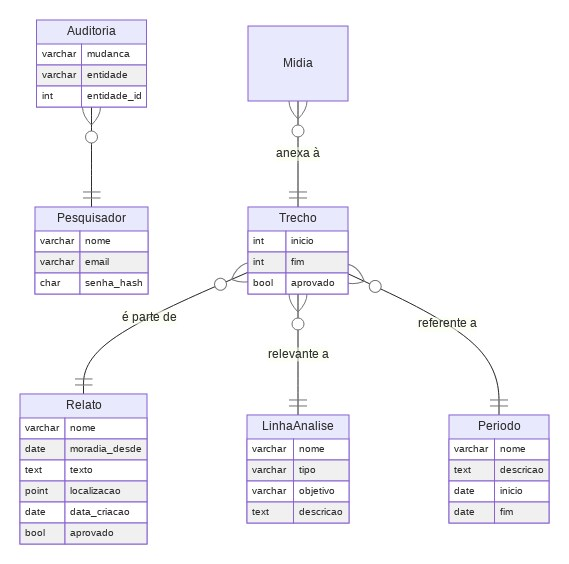 Auditoria
varchar mudanca
varchar entidade
int entidade_id
Midia
anexa à
Pesquisador
varchar nome
varchar email
char senha_hash
Trecho
int inicio
int fim
bool aprovado
é parte de
relevante a
referente a
Relato
varchar nome
date moradia_desde
text texto
point localizacao
date data_criacao
bool aprovado
LinhaAnalise
varchar nome
varchar tipo
varchar objetivo
text descricao
Periodo
varchar nome
text descricao
date inicio
date fim